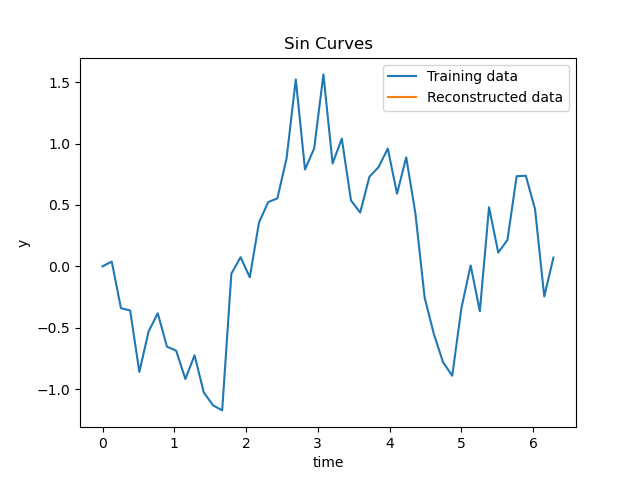 Sin Curves
Training data
Reconstructed data
1.5
1.0
0.5
0.0
−0.5
−1.0
y
0 1 2 3 4 5 6
time